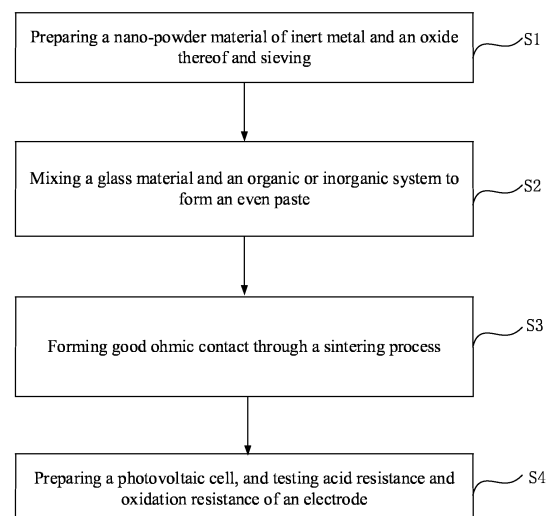 Preparing a nano-powder material of inert metal and an oxide
thereof and sieving
S1
Mixing a glass material and an organic or inorganic system to
form an even paste
S2
Forming good ohmic contact through a sintering process
S3
Preparing a photovoltaic cell, and testing acid resistance and
oxidation resistance of an electrode
S4